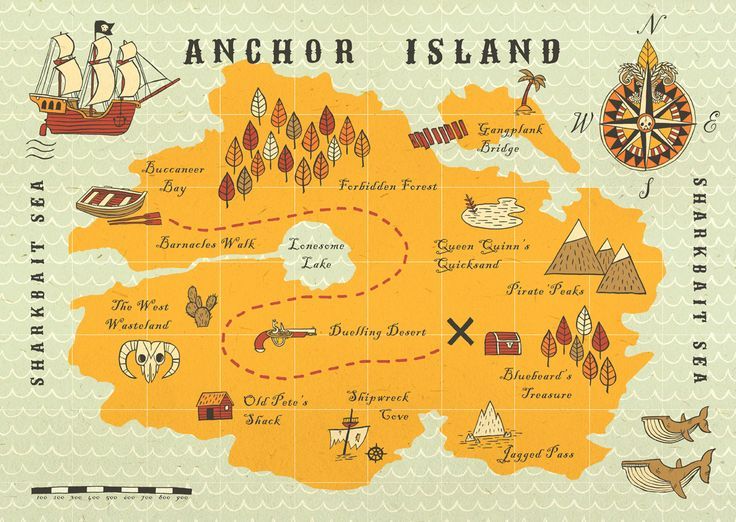 ANCHOR ISLAND
N
W
E
S
Gangplank
Bridge
Buccaneer
Bay
Forbidden Forest
SHARKBAIT SEA
SHARKBAIT SEA
Barnacles Walk
Lonesome
Lake
Queen Quinn's
Quicksand
Pirate Peaks
The West
Wasteland
Duelling Desert
Bluebeard's
Treasure
Old Pete's
Shack
Shipwreck
Cove
Jagged Pass
100 200 300 400 500 600 700 800 900